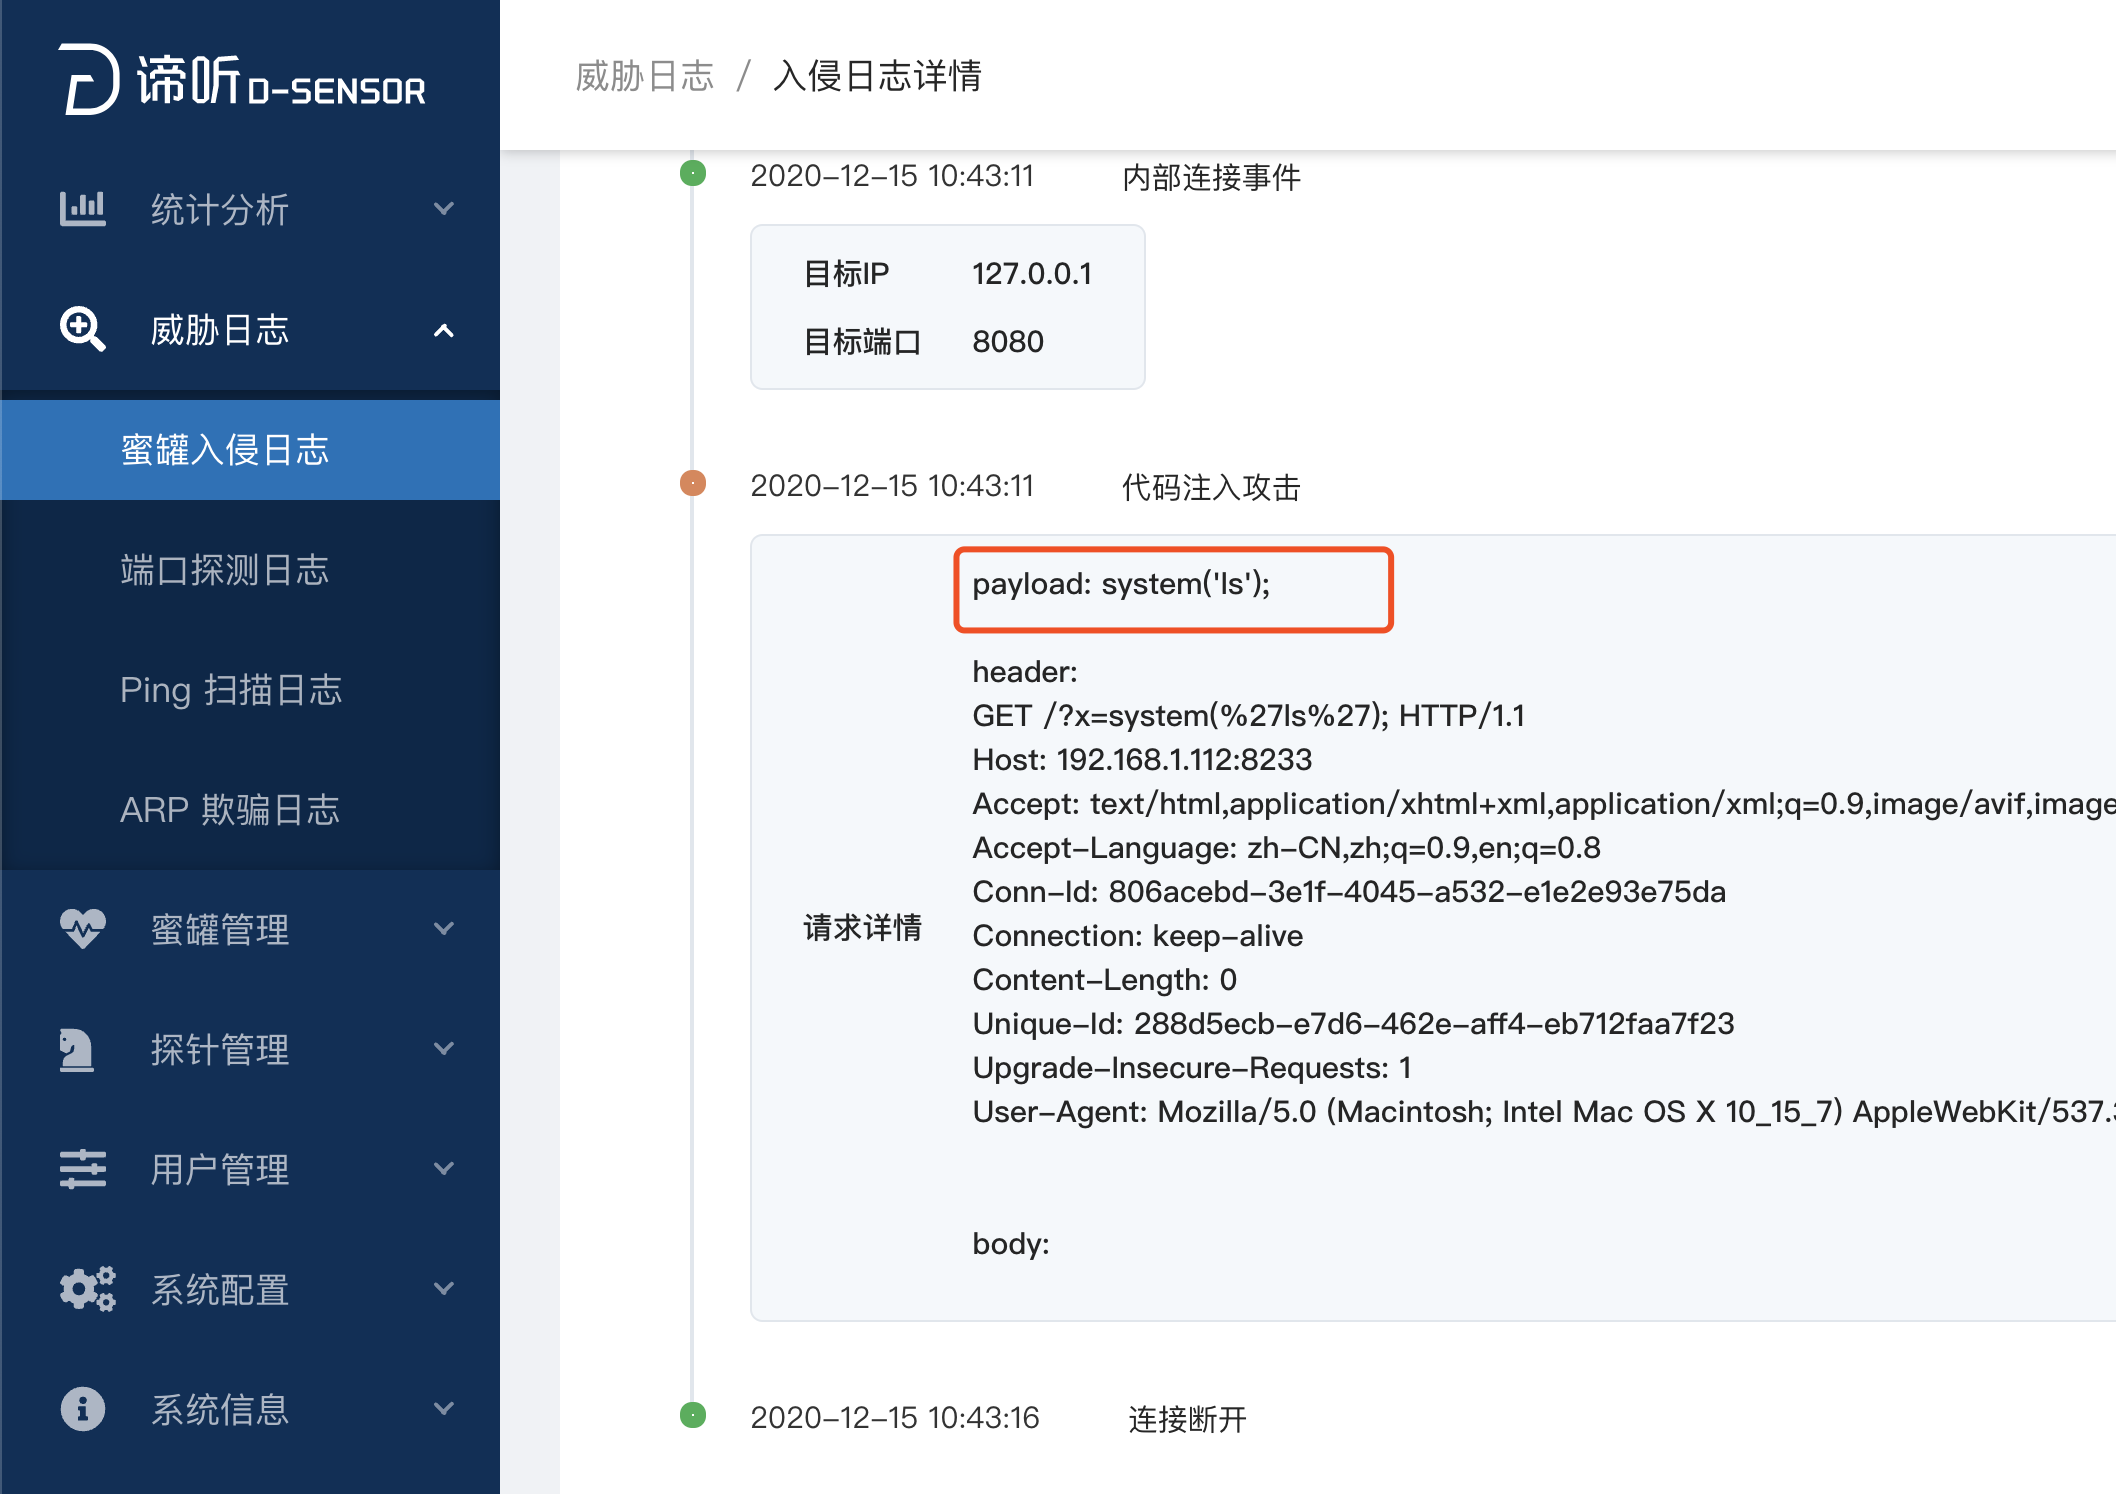 谛听 D-SENSOR
统计分析
威胁日志
蜜罐入侵日志
端口探测日志
Ping 扫描日志
ARP 欺骗日志
蜜罐管理
探针管理
用户管理
系统配置
系统信息
威胁日志 / 入侵日志详情
2020-12-15 10:43:11 内部连接事件
目标IP 127.0.0.1
目标端口 8080
2020-12-15 10:43:11 代码注入攻击
请求详情
payload: system('ls');
header:
GET /?x=system(%27ls%27); HTTP/1.1
Host: 192.168.1.112:8233
Accept: text/html,application/xhtml+xml,application/xml;q=0.9,image/avif,image
Accept-Language: zh-CN,zh;q=0.9,en;q=0.8
Conn-Id: 806acebd-3e1f-4045-a532-e1e2e93e75da
Connection: keep-alive
Content-Length: 0
Unique-Id: 288d5ecb-e7d6-462e-aff4-eb712faa7f23
Upgrade-Insecure-Requests: 1
User-Agent: Mozilla/5.0 (Macintosh; Intel Mac OS X 10_15_7) AppleWebKit/537.3
body:
2020-12-15 10:43:16 连接断开